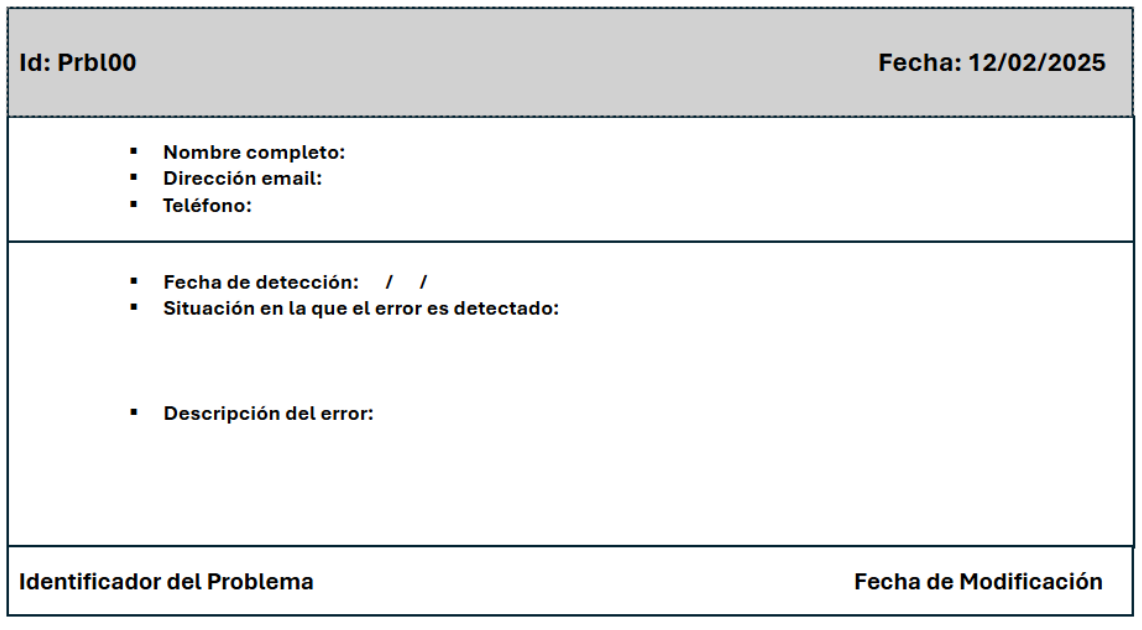 Id: Prbl00 Fecha: 12/02/2025
▪ Nombre completo:
▪ Dirección email:
▪ Teléfono:
▪ Fecha de detección: / /
▪ Situación en la que el error es detectado:
▪ Descripción del error:
Identificador del Problema Fecha de Modificación